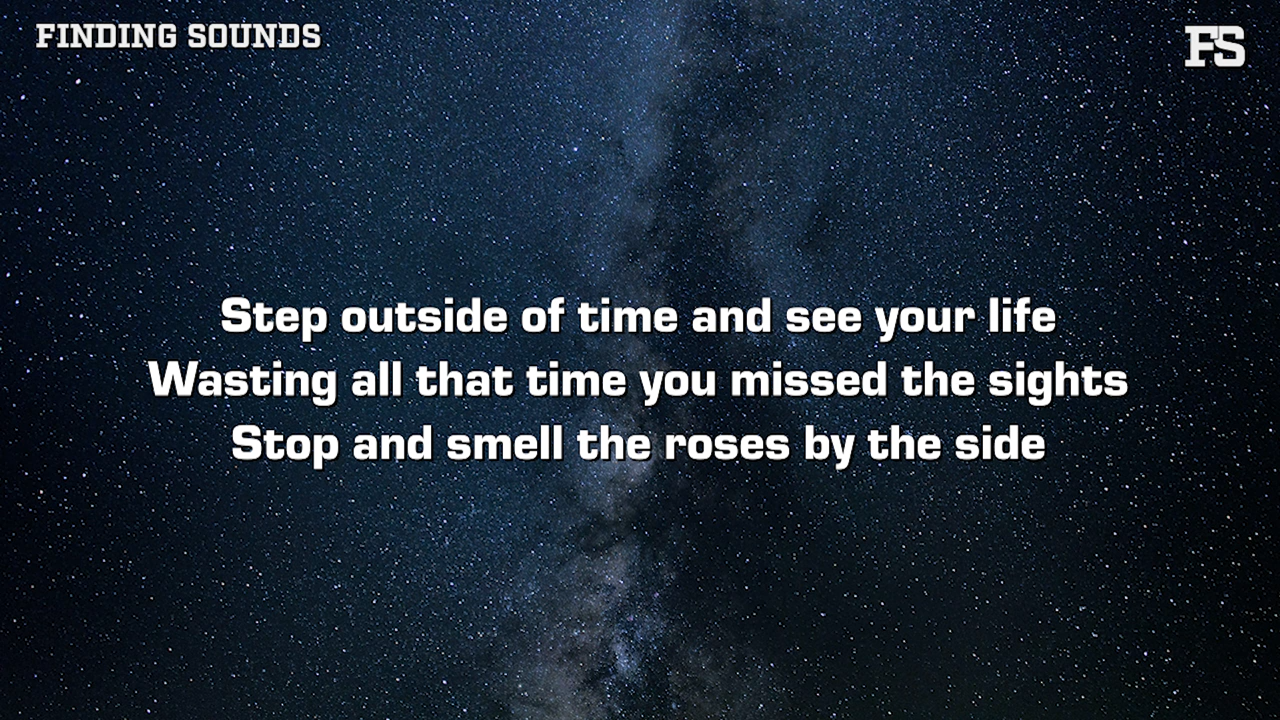 FINDING SOUNDS
FS
Step outside of time and see your life
Wasting all that time you missed the sights
Stop and smell the roses by the side